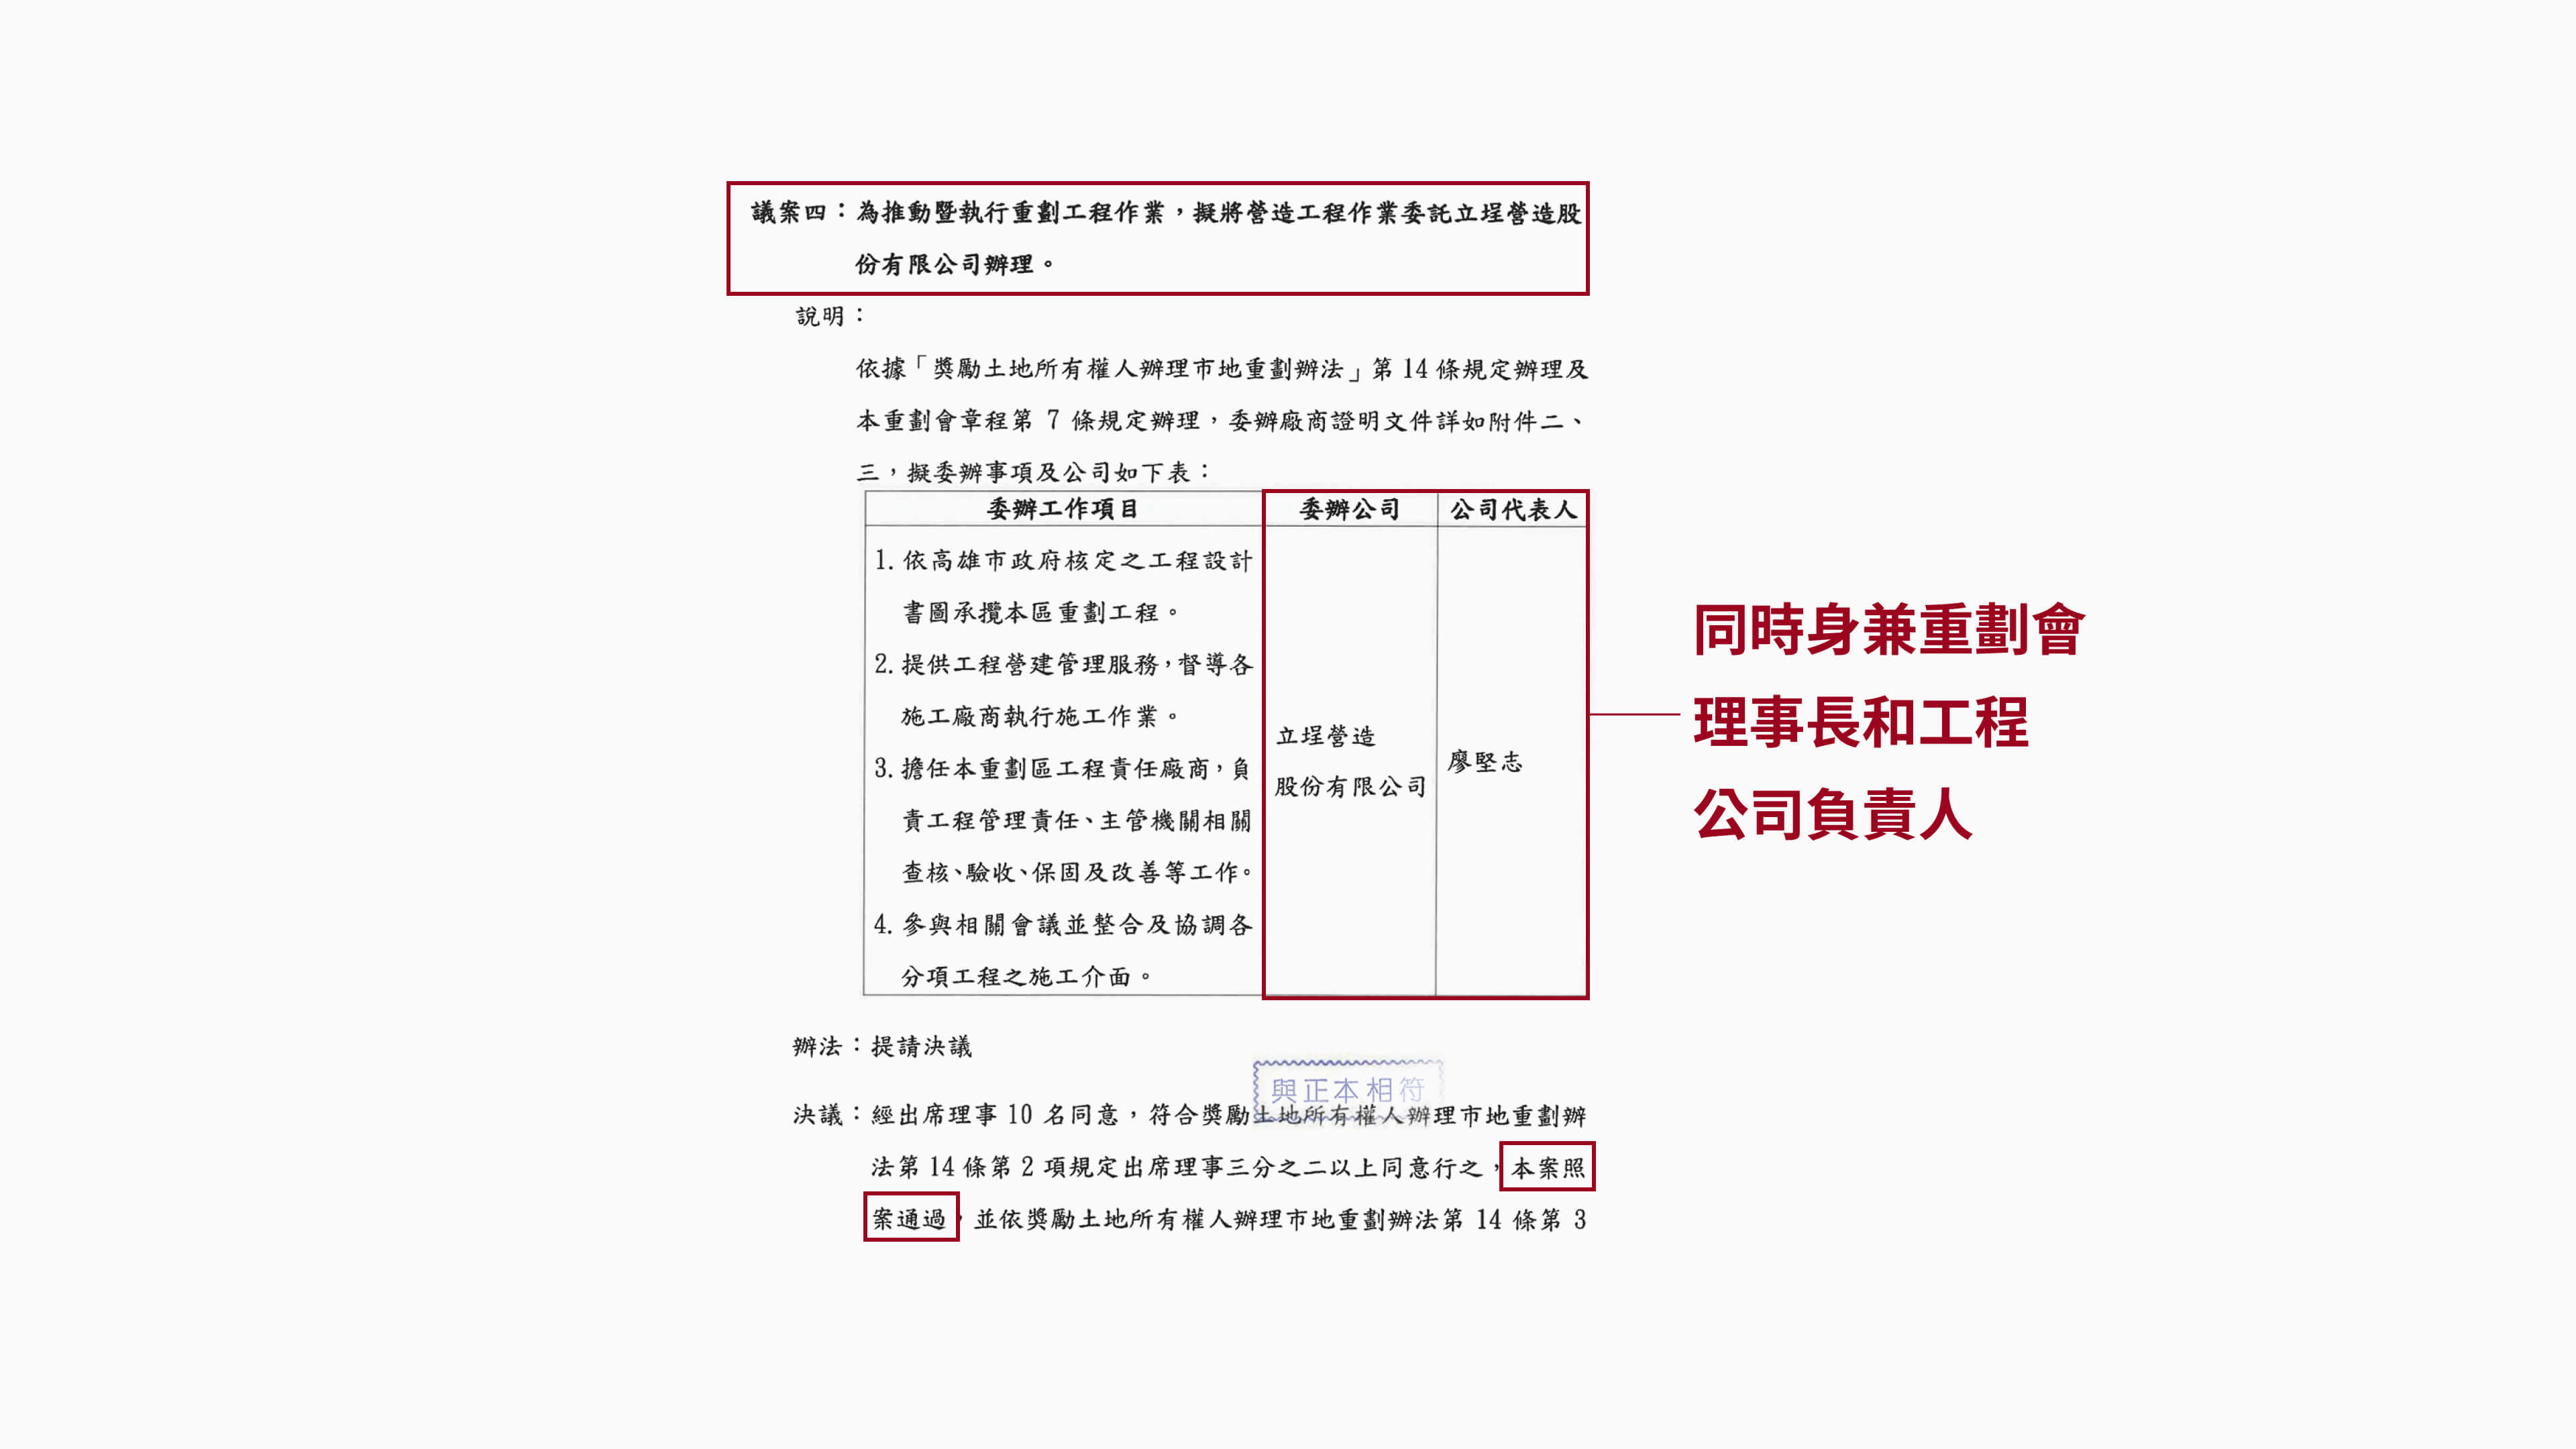 議案四：為推動暨執行重劃工程作業，擬將營造工程作業委託立埕營造股
份有限公司辦理。
說明：
依據「獎勵土地所有權人辦理市地重劃辦法」第 14 條規定辦理及
本重劃會章程第 7 條規定辦理，委辦廠商證明文件詳如附件二、
三，擬委辦事項及公司如下表：
委辦工作項目 委辦公司 公司代表人
1. 依高雄市政府核定之工程設計
書圖承攬本區重劃工程。
2. 提供工程營建管理服務，督導各
施工廠商執行施工作業。
3. 擔任本重劃區工程責任廠商，負
責工程管理責任、主管機關相關
查核、驗收、保固及改善等工作。
4. 參與相關會議並整合及協調各
分項工程之施工介面。
立埕營造
股份有限公司
廖堅志
同時身兼重劃會
理事長和工程
公司負責人
辦法：提請決議
與正本相符
決議：經出席理事 10 名同意，符合獎勵土地所有權人辦理市地重劃辦
法第 14 條第 2 項規定出席理事三分之二以上同意行之，本案照
案通過，並依獎勵土地所有權人辦理市地重劃辦法第 14 條第 3